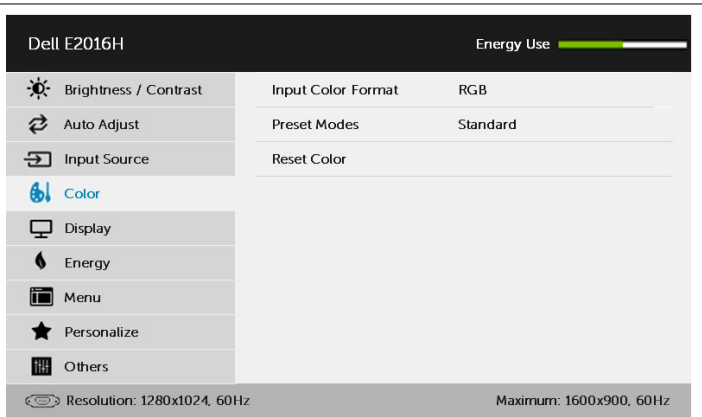 Dell E2016H Energy Use
Brightness / Contrast Input Color Format RGB
Auto Adjust Preset Modes Standard
Input Source Reset Color
Color
Display
Energy
Menu
Personalize
Others
Resolution: 1280x1024, 60Hz Maximum: 1600x900, 60Hz